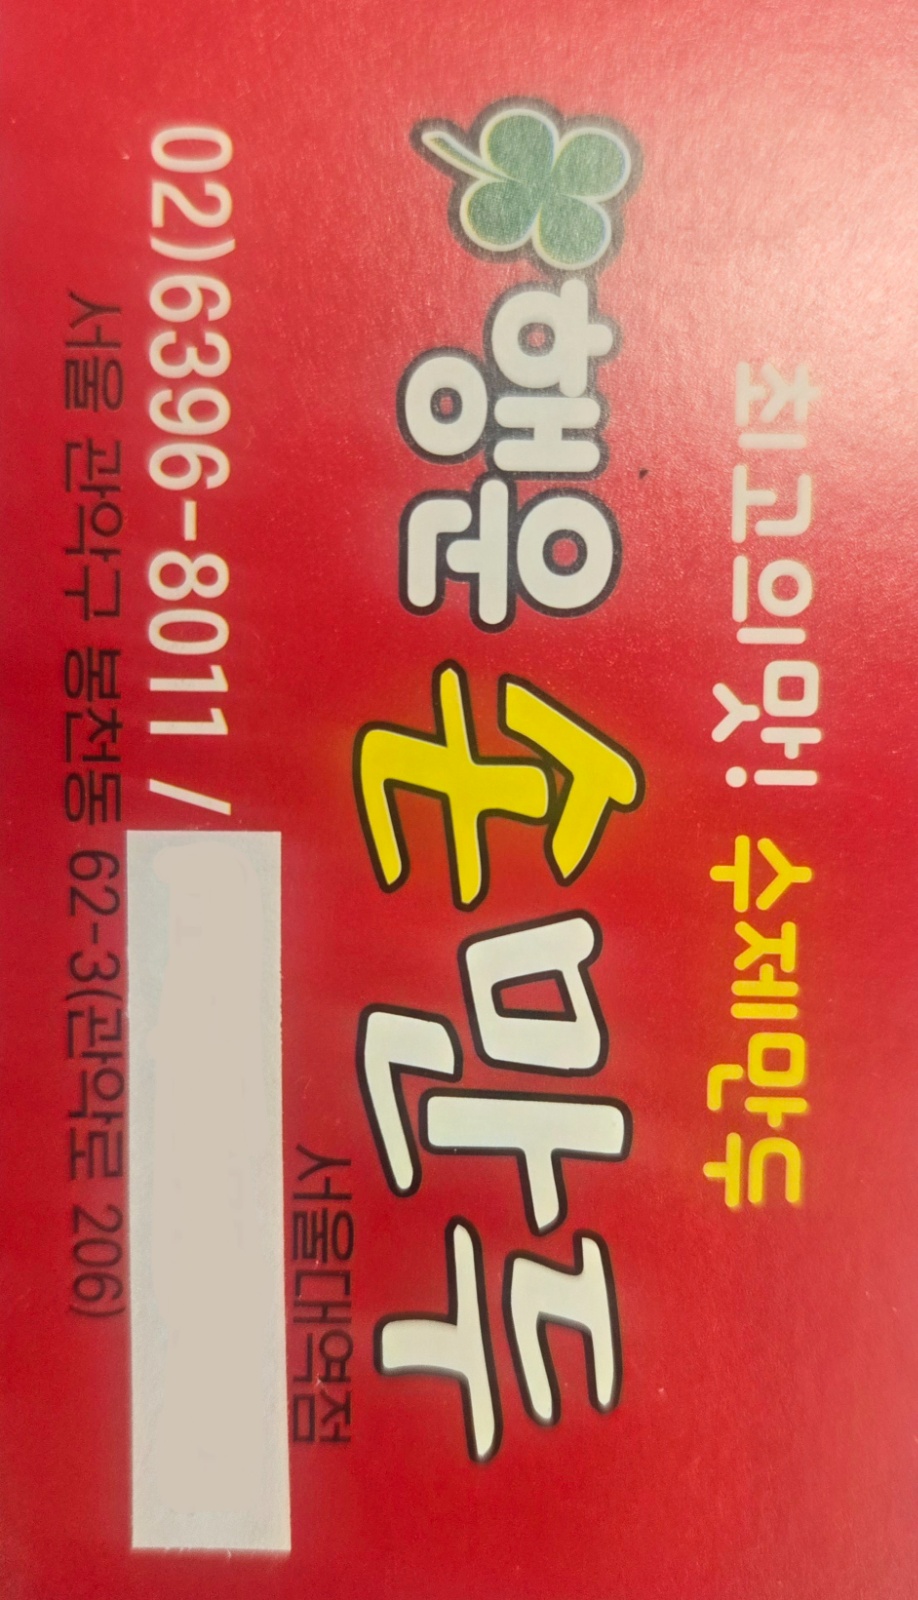 최고의맛! 수제만두
행운 손만두
서울대역점
02)6396-8011 /
서울 관악구 봉천동 62-3(관악로 206)